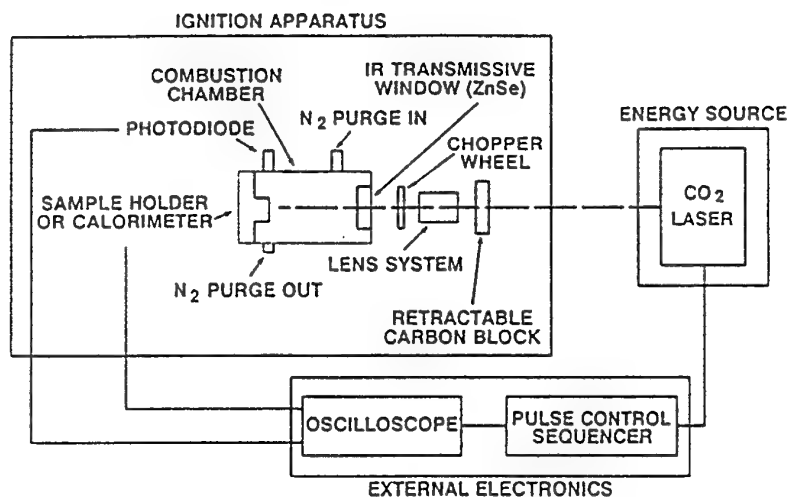 IGNITION APPARATUS
COMBUSTION
CHAMBER
IR TRANSMISSIVE
WINDOW (ZnSe)
N2 PURGE IN
PHOTODIODE
CHOPPER
WHEEL
ENERGY SOURCE
SAMPLE HOLDER
OR CALORIMETER
CO2
LASER
LENS SYSTEM
N2 PURGE OUT
RETRACTABLE
CARBON BLOCK
OSCILLOSCOPE
PULSE CONTROL
SEQUENCER
EXTERNAL ELECTRONICS